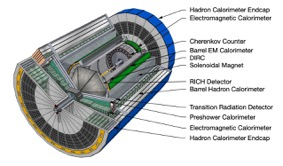 Hadron Calorimeter Endcap
Electromagnetic Calorimeter
Cherenkov Counter
Barrel EM Calorimeter
DIRC
Solenoidal Magnet
RICH Detector
Barrel Hadron Calorimeter
Transition Radiation Detector
Preshower Calorimeter
Electromagnetic Calorimeter
Hadron Calorimeter Endcap